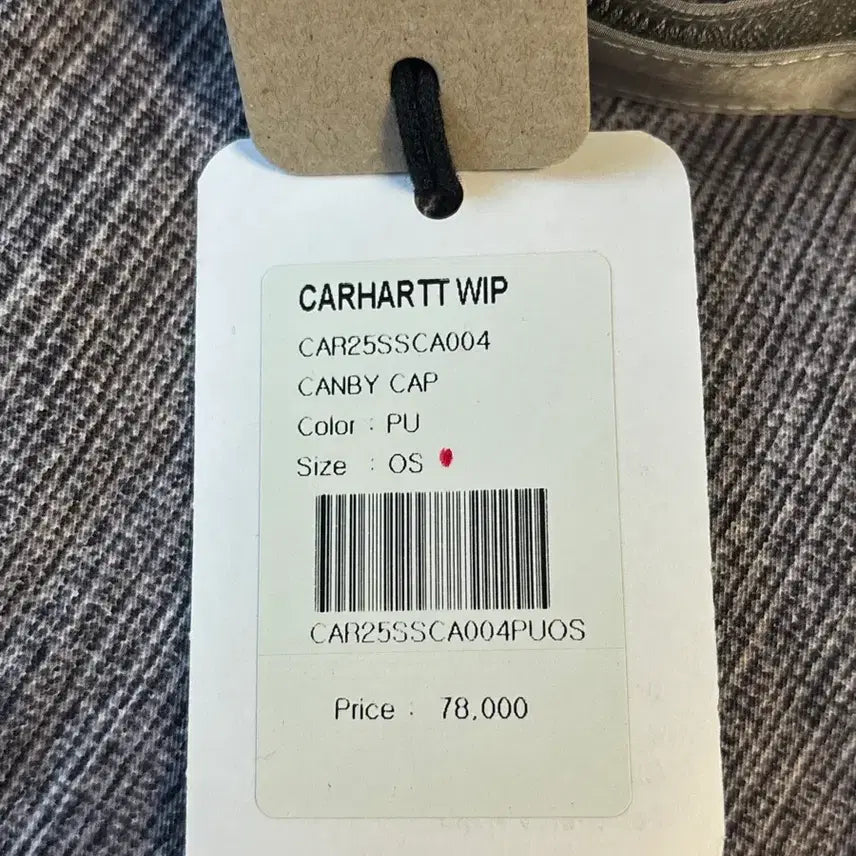 CARHARTT WIP
CAR25SSCA004
CANBY CAP
Color : PU
Size : OS
CAR25SSCA004PUOS
Price : 78,000